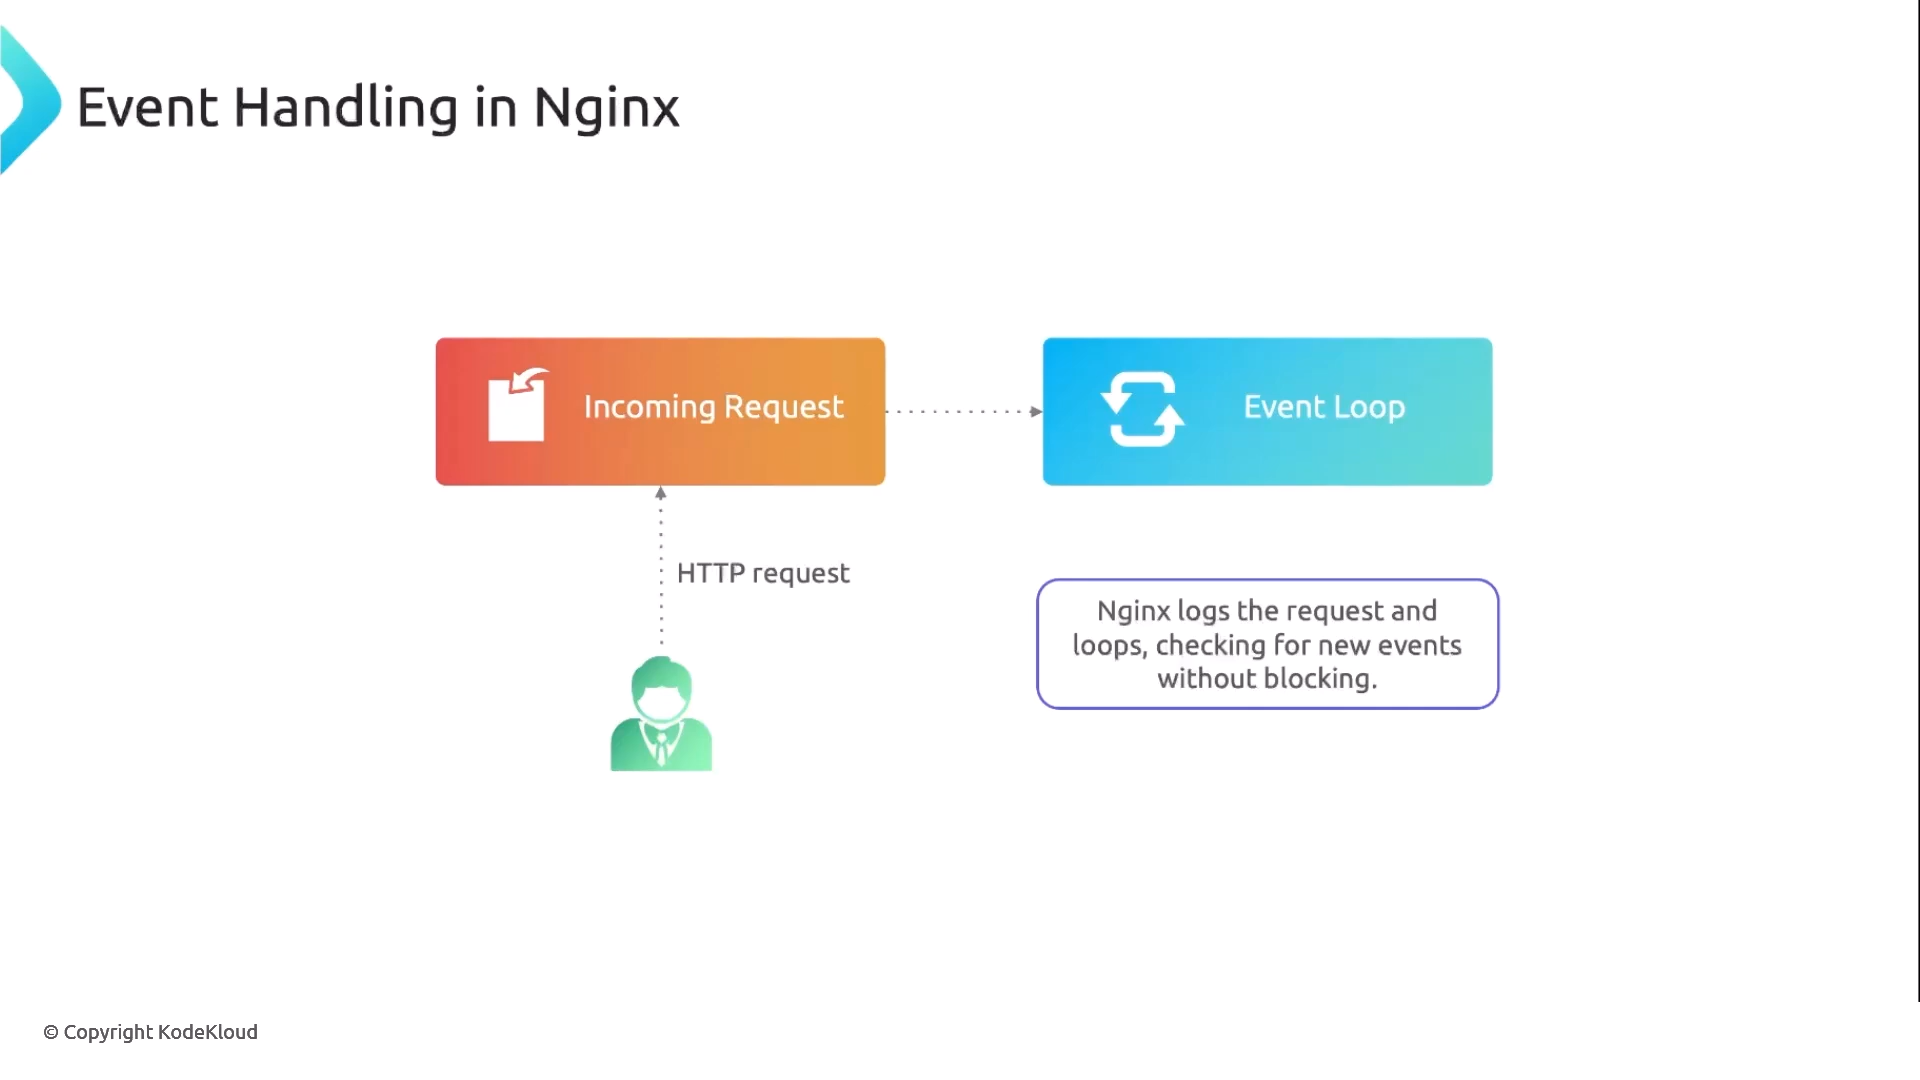 Event Handling in Nginx
Incoming Request
Event Loop
HTTP request
Nginx logs the request and
loops, checking for new events
without blocking.
© Copyright KodeKloud